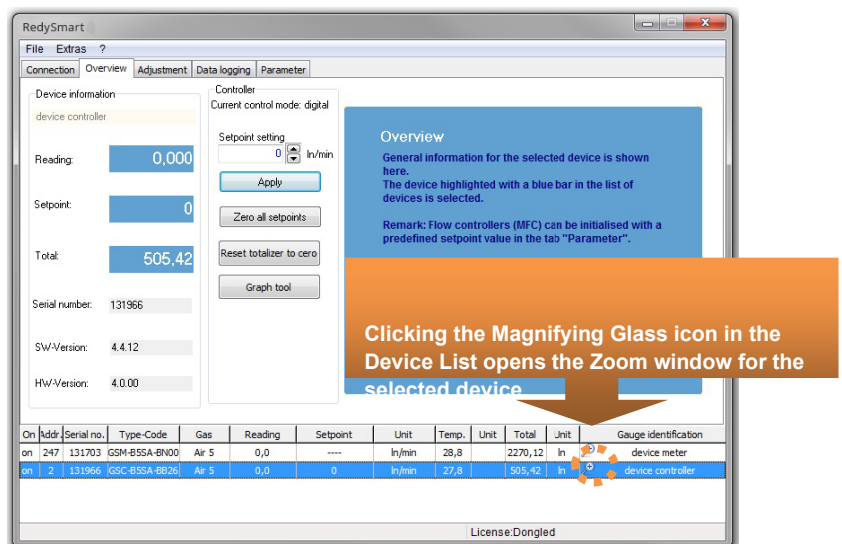 RedySmart
File Extras ?
Connection Overview Adjustment Data logging Parameter
Device information
device controller
Reading: 0,000
Setpoint: 0
Total: 505,42
Serial number: 131966
SW-Version: 4.4.12
HW-Version: 4.0.00
Controller
Current control mode: digital
Setpoint setting
0 ln/min
Apply
Zero all setpoints
Reset totalizer to cero
Graph tool
Overview
General information for the selected device is shown
here.
The device highlighted with a blue bar in the list of
devices is selected.
Remark: Flow controllers (MFC) can be initialised with a
predefined setpoint value in the tab "Parameter".
Clicking the Magnifying Glass icon in the
Device List opens the Zoom window for the
selected device
On Addr. Serial no. Type-Code Gas Reading Setpoint Unit Temp. Unit Total Unit Gauge identification
on 247 131703 GSM-B5SA-BN00 Air 5 0,0 ---- ln/min 28,8 2270,12 ln device meter
on 2 131966 GSC-B5SA-BB26 Air 5 0,0 0 ln/min 27,8 505,42 ln device controller
License:Dongled